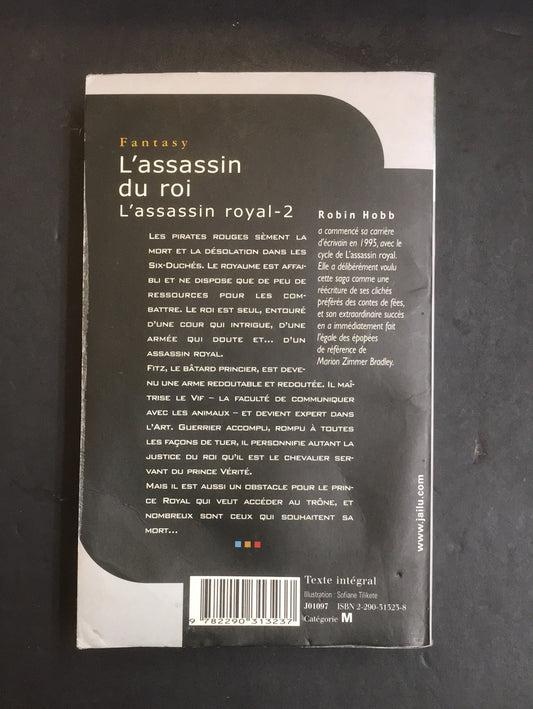 Fantasy
L'assassin
du roi
L'assassin royal-2
Les pirates rouges sèment la
mort et la désolation dans les
Six-Duchés. Le royaume est affai-
bli et ne dispose que de peu de
ressources pour les com-
battre. Le roi est seul, entouré
d'une cour qui intrigue, d'une
armée qui doute et... d'un
assassin royal.
Fitz, le bâtard princier, est deve-
nu une arme redoutable et redoutée. Il maî-
trise le Vif – la faculté de communiquer
avec les animaux – et devient expert dans
l'Art. Guerrier accompli, rompu à toutes
les façons de tuer, il personnifie autant la
justice du roi qu'il est le chevalier ser-
vant du prince Vérité.
Mais il est aussi un obstacle pour le prin-
ce Royal qui veut accéder au trône, et
nombreux sont ceux qui souhaitent sa
mort...
Robin Hobb
a commencé sa carrière
d'écrivain en 1995, avec le
cycle de L'assassin royal.
Elle a délibérément voulu
cette saga comme une
réécriture de ses clichés
préférés des contes de fées,
et son extraordinaire succès
en a immédiatement fait
l'égale des épopées
de référence de
Marion Zimmer Bradley.
www.jailu.com
Texte intégral
Illustration : Sofiane Tilikete
J01097 ISBN 2-290-31323-8
Catégorie M
9 782290 313237